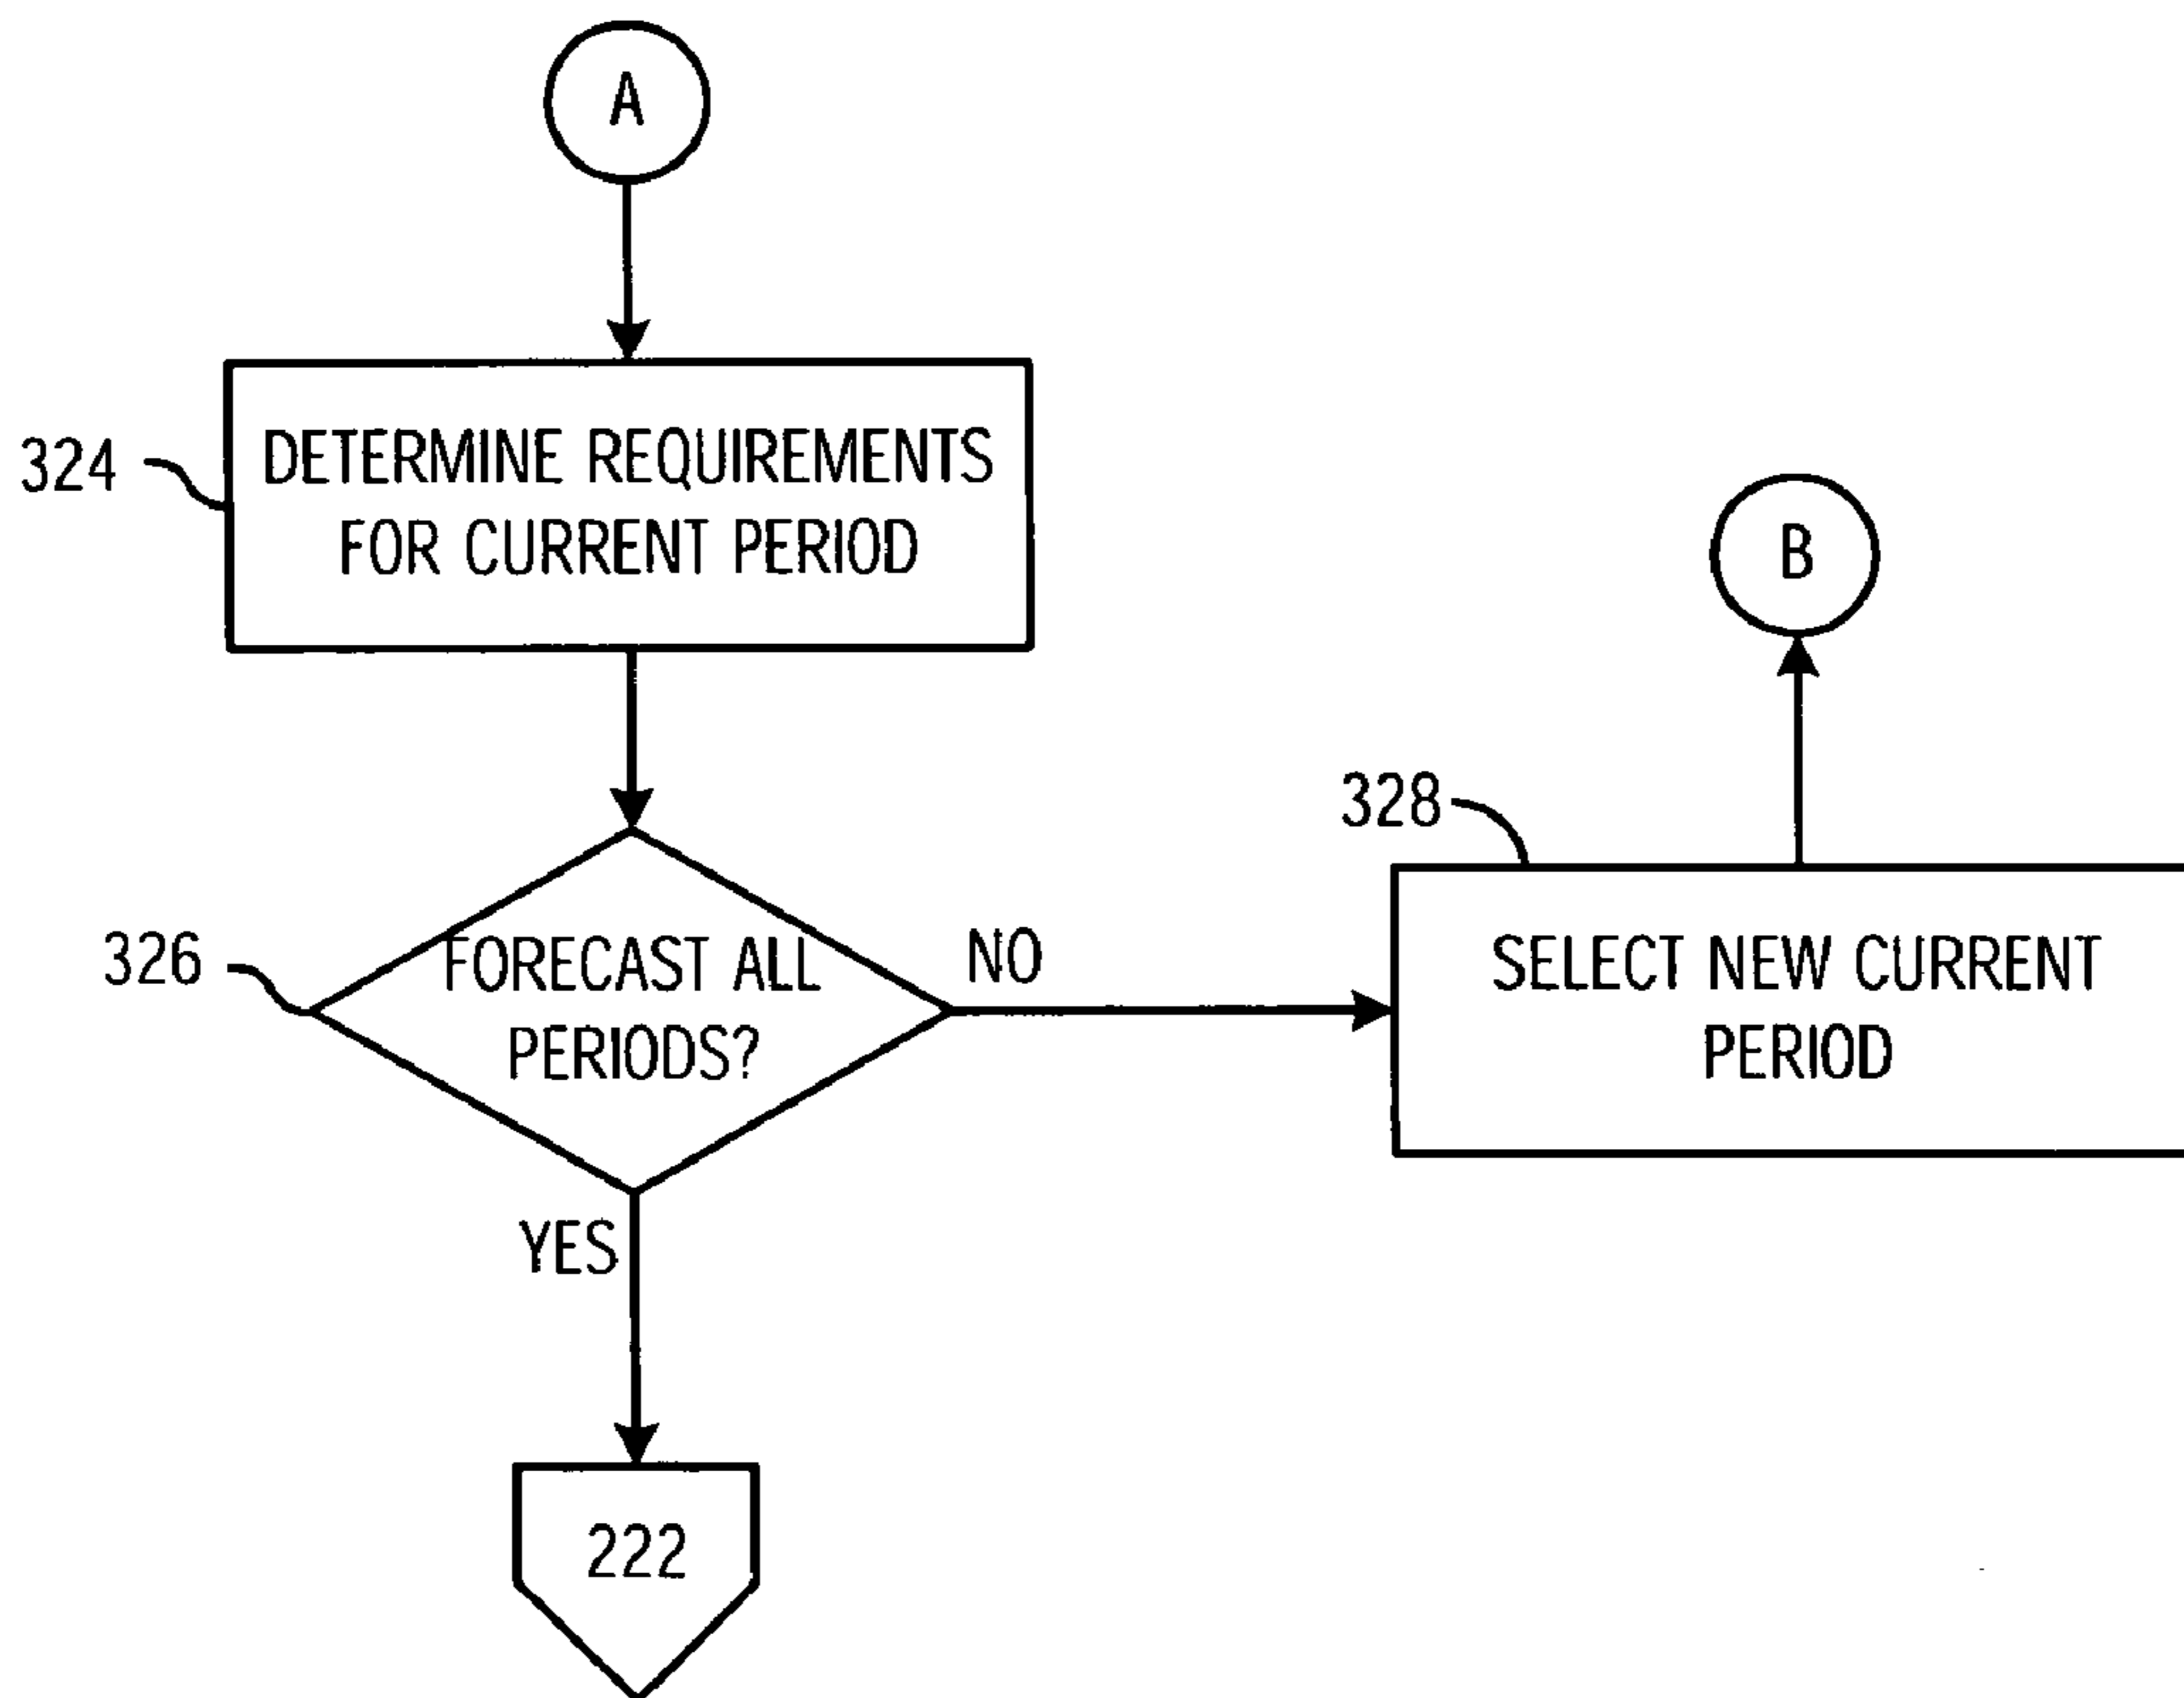 A
324
DETERMINE REQUIREMENTS
FOR CURRENT PERIOD
B
328
326
FORECAST ALL
PERIODS?
NO
SELECT NEW CURRENT
PERIOD
YES
222